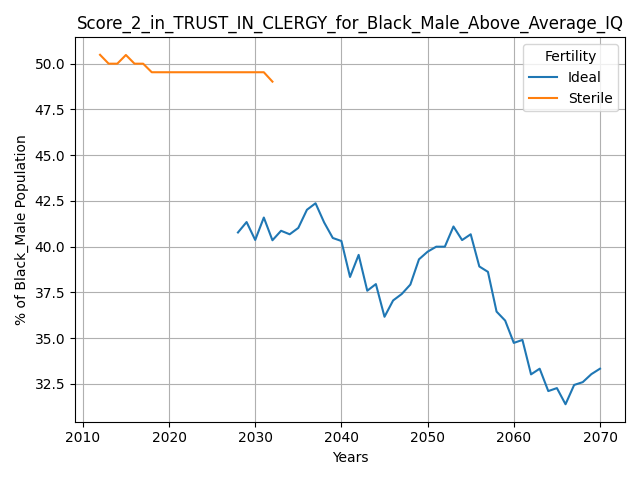 Score_2_in_TRUST_IN_CLERGY_for_Black_Male_Above_Average_IQ
Fertility
Ideal
Sterile
% of Black_Male Population
50.0
47.5
45.0
42.5
40.0
37.5
35.0
32.5
2010 2020 2030 2040 2050 2060 2070
Years